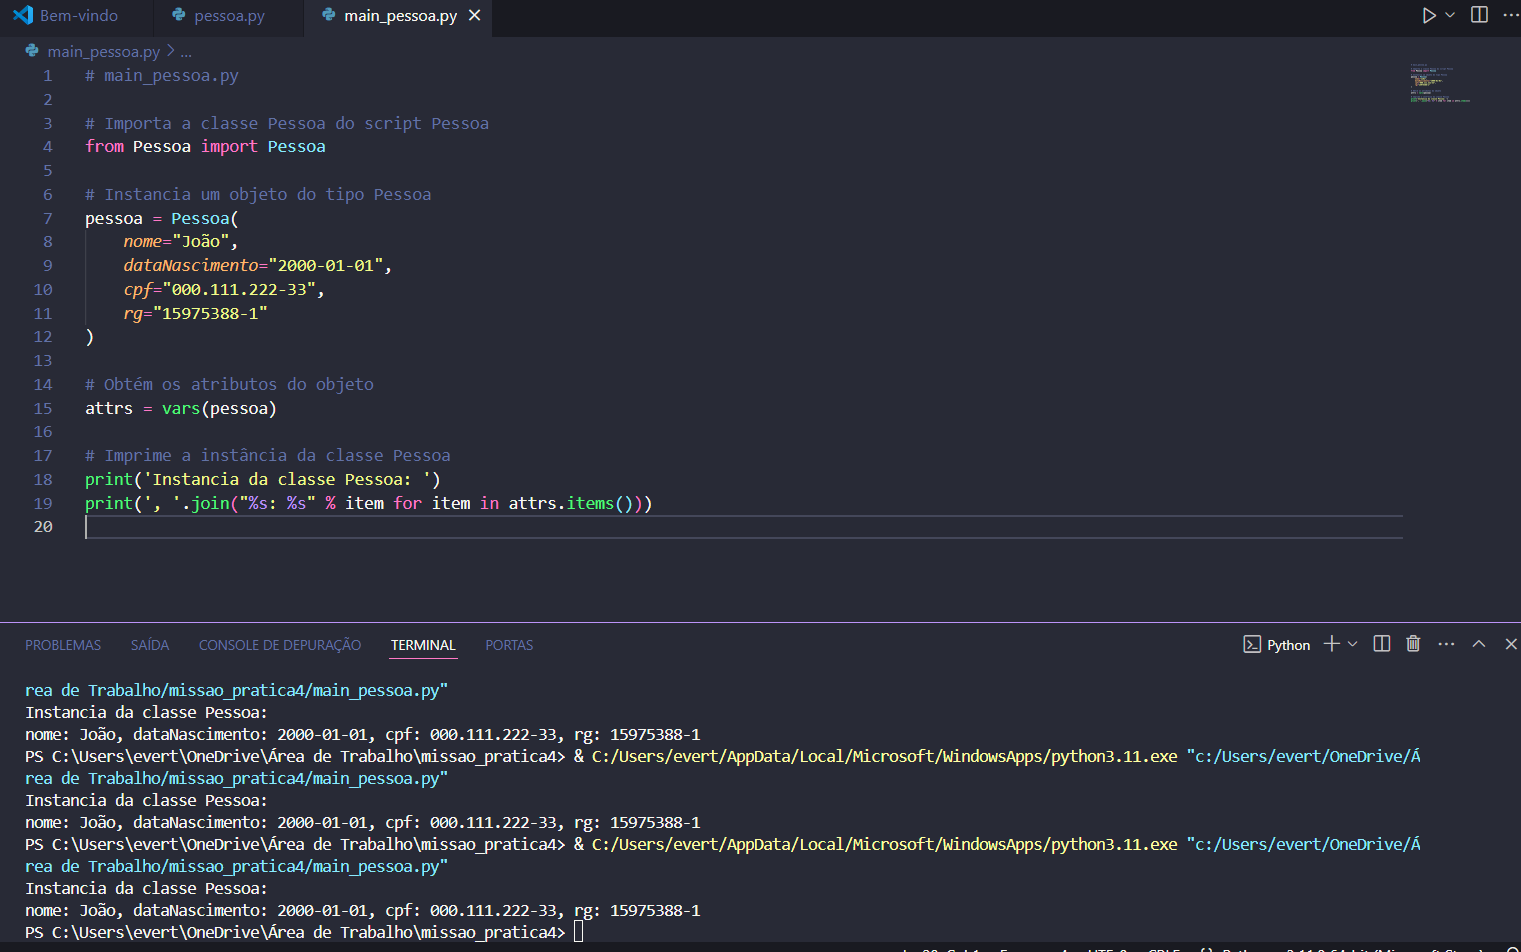 Bem-vindo pessoa.py main_pessoa.py
main_pessoa.py > ...
1 # main_pessoa.py
2
3 # Importa a classe Pessoa do script Pessoa
4 from Pessoa import Pessoa
5
6 # Instancia um objeto do tipo Pessoa
7 pessoa = Pessoa(
8 nome="João",
9 dataNascimento="2000-01-01",
10 cpf="000.111.222-33",
11 rg="15975388-1"
12 )
13
14 # Obtém os atributos do objeto
15 attrs = vars(pessoa)
16
17 # Imprime a instância da classe Pessoa
18 print('Instancia da classe Pessoa: ')
19 print(', '.join("%s: %s" % item for item in attrs.items()))
20
PROBLEMAS SAÍDA CONSOLE DE DEPURAÇÃO TERMINAL PORTAS Python
rea de Trabalho/missao_pratica4/main_pessoa.py"
Instancia da classe Pessoa:
nome: João, dataNascimento: 2000-01-01, cpf: 000.111.222-33, rg: 15975388-1
PS C:\Users\evert\OneDrive\Área de Trabalho\missao_pratica4> & C:/Users/evert/AppData/Local/Microsoft/WindowsApps/python3.11.exe "c:/Users/evert/OneDrive/Á
rea de Trabalho/missao_pratica4/main_pessoa.py"
Instancia da classe Pessoa:
nome: João, dataNascimento: 2000-01-01, cpf: 000.111.222-33, rg: 15975388-1
PS C:\Users\evert\OneDrive\Área de Trabalho\missao_pratica4> & C:/Users/evert/AppData/Local/Microsoft/WindowsApps/python3.11.exe "c:/Users/evert/OneDrive/Á
rea de Trabalho/missao_pratica4/main_pessoa.py"
Instancia da classe Pessoa:
nome: João, dataNascimento: 2000-01-01, cpf: 000.111.222-33, rg: 15975388-1
PS C:\Users\evert\OneDrive\Área de Trabalho\missao_pratica4>